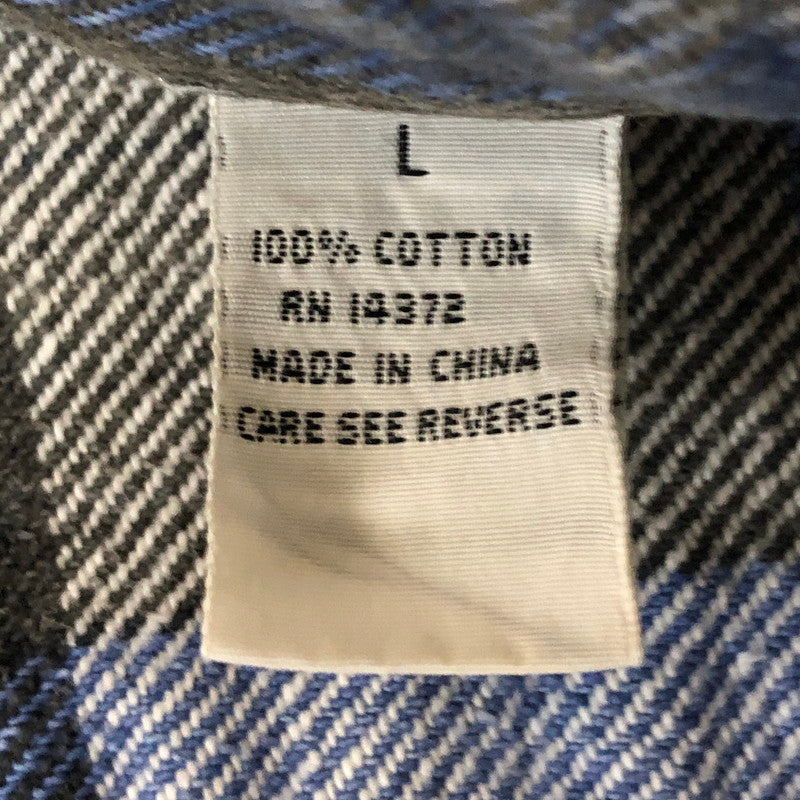 L
100% COTTON
RN 14372
MADE IN CHINA
CARE SEE REVERSE